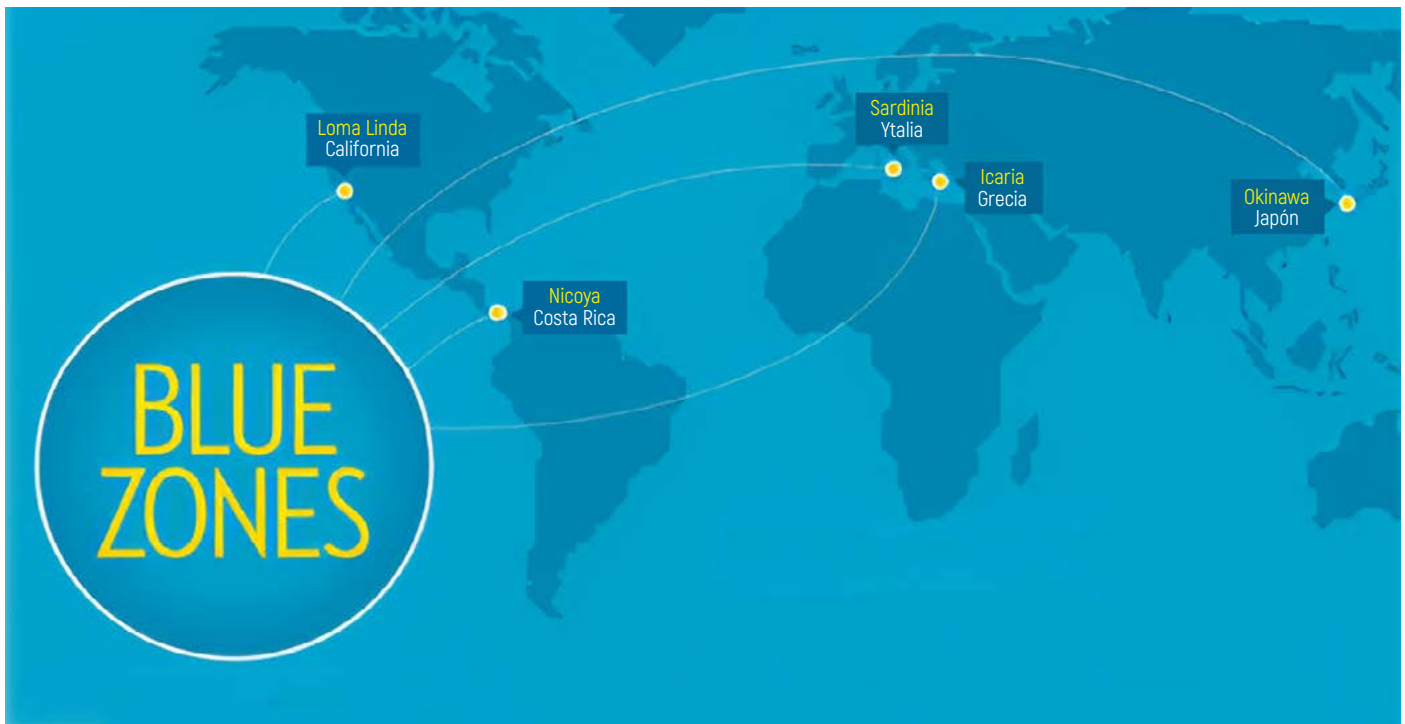 Loma Linda
California
Sardinia
Ytalia
Icaria
Grecia
Okinawa
Japón
Nicoya
Costa Rica
BLUE
ZONES